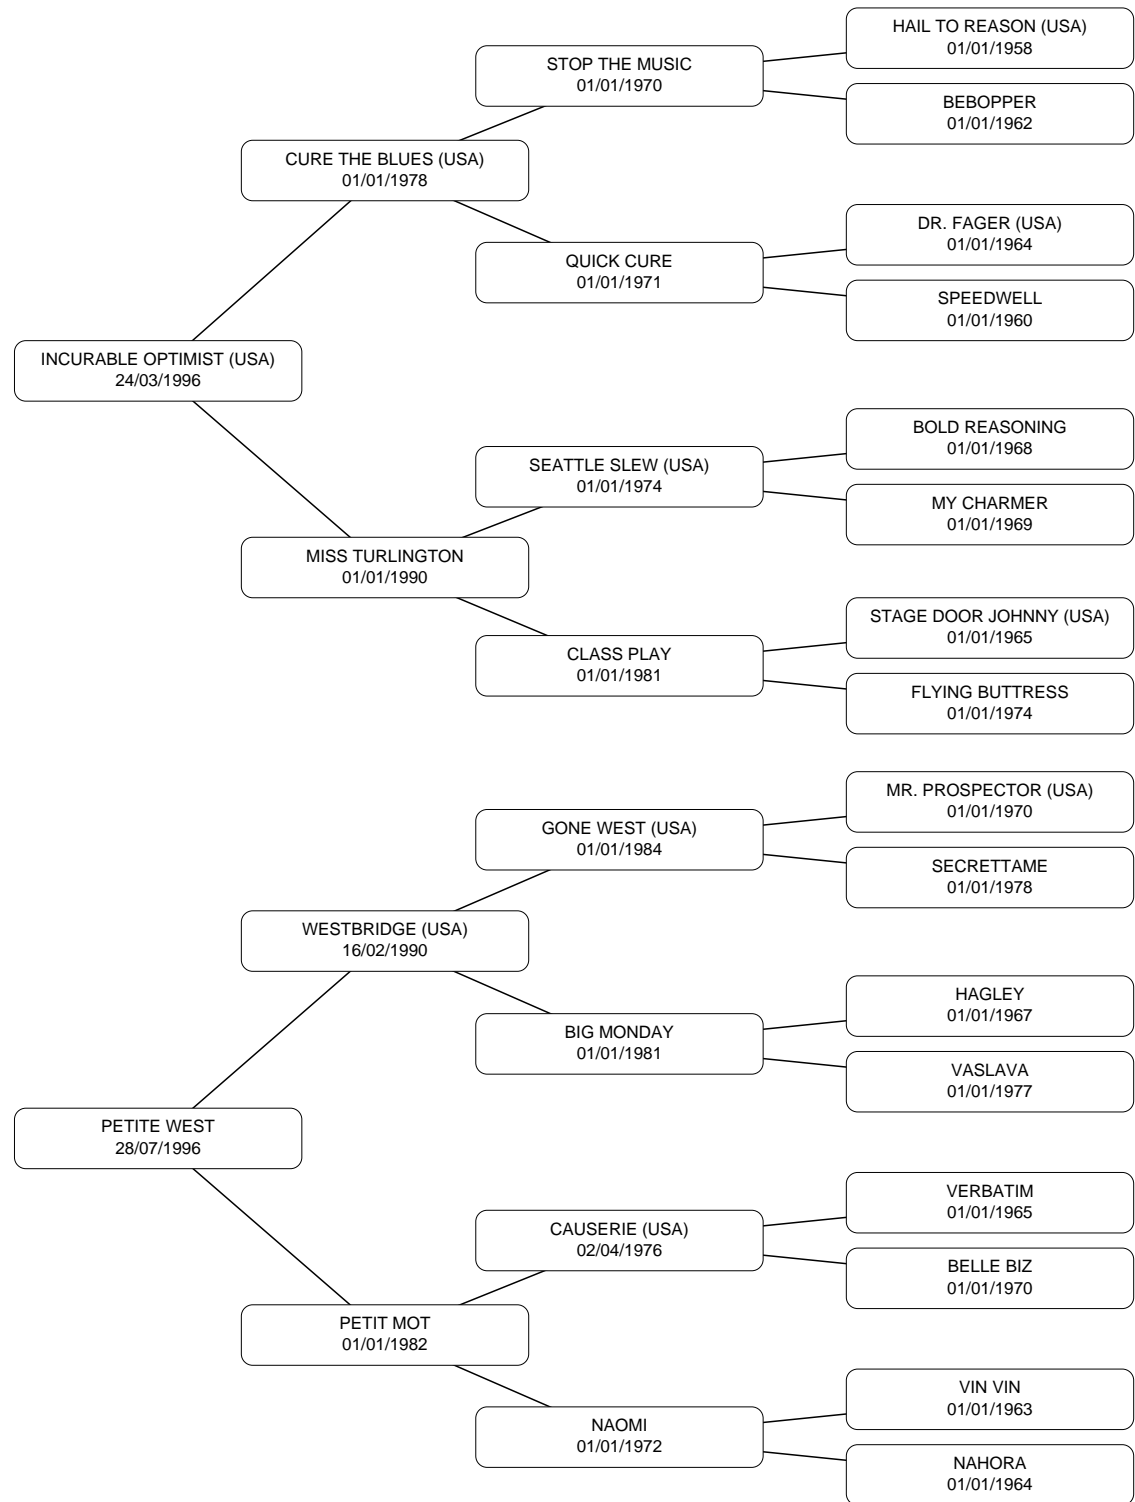 HAIL TO REASON (USA)
01/01/1958
STOP THE MUSIC
01/01/1970
BEBOPPER
01/01/1962
CURE THE BLUES (USA)
01/01/1978
DR. FAGER (USA)
01/01/1964
QUICK CURE
01/01/1971
SPEEDWELL
01/01/1960
INCURABLE OPTIMIST (USA)
24/03/1996
BOLD REASONING
01/01/1968
SEATTLE SLEW (USA)
01/01/1974
MY CHARMER
01/01/1969
MISS TURLINGTON
01/01/1990
STAGE DOOR JOHNNY (USA)
01/01/1965
CLASS PLAY
01/01/1981
FLYING BUTTRESS
01/01/1974
MR. PROSPECTOR (USA)
01/01/1970
GONE WEST (USA)
01/01/1984
SECRETTAME
01/01/1978
WESTBRIDGE (USA)
16/02/1990
HAGLEY
01/01/1967
BIG MONDAY
01/01/1981
VASLAVA
01/01/1977
PETITE WEST
28/07/1996
VERBATIM
01/01/1965
CAUSERIE (USA)
02/04/1976
BELLE BIZ
01/01/1970
PETIT MOT
01/01/1982
VIN VIN
01/01/1963
NAOMI
01/01/1972
NAHORA
01/01/1964